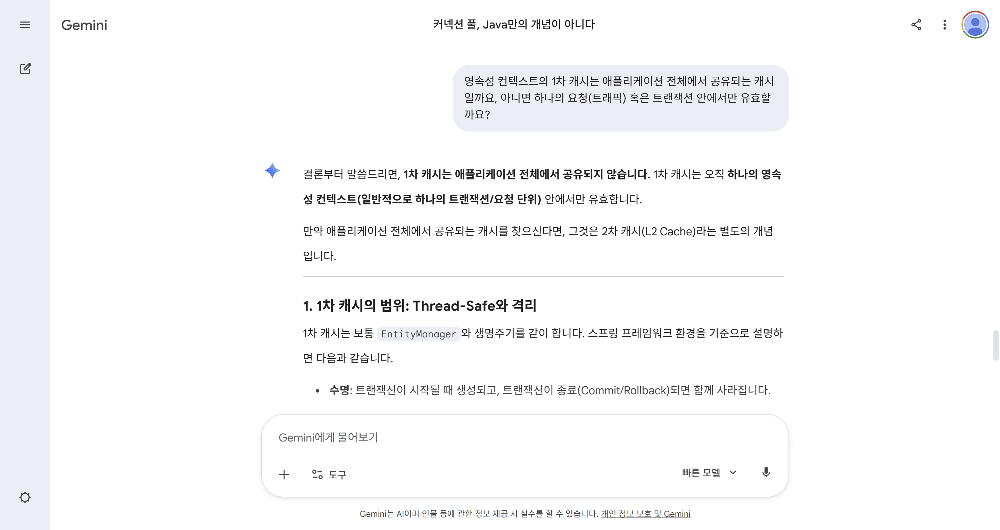 Gemini
커넥션 풀, Java만의 개념이 아니다
영속성 컨텍스트의 1차 캐시는 애플리케이션 전체에서 공유되는 캐시
일까요, 아니면 하나의 요청(트래픽) 혹은 트랜잭션 안에서만 유효할
까요?
결론부터 말씀드리면, 1차 캐시는 애플리케이션 전체에서 공유되지 않습니다. 1차 캐시는 오직 하나의 영속
성 컨텍스트(일반적으로 하나의 트랜잭션/요청 단위) 안에서만 유효합니다.
만약 애플리케이션 전체에서 공유되는 캐시를 찾으신다면, 그것은 2차 캐시(L2 Cache)라는 별도의 개념
입니다.
1. 1차 캐시의 범위: Thread-Safe와 격리
1차 캐시는 보통 EntityManager와 생명주기를 같이 합니다. 스프링 프레임워크 환경을 기준으로 설명하
면 다음과 같습니다.
• 수명: 트랜잭션이 시작될 때 생성되고, 트랜잭션이 종료(Commit/Rollback)되면 함께 사라집니다.
Gemini에게 물어보기
도구
빠른 모델
Gemini는 AI이며 인물 등에 관한 정보 제공 시 실수를 할 수 있습니다. 개인 정보 보호 및 Gemini